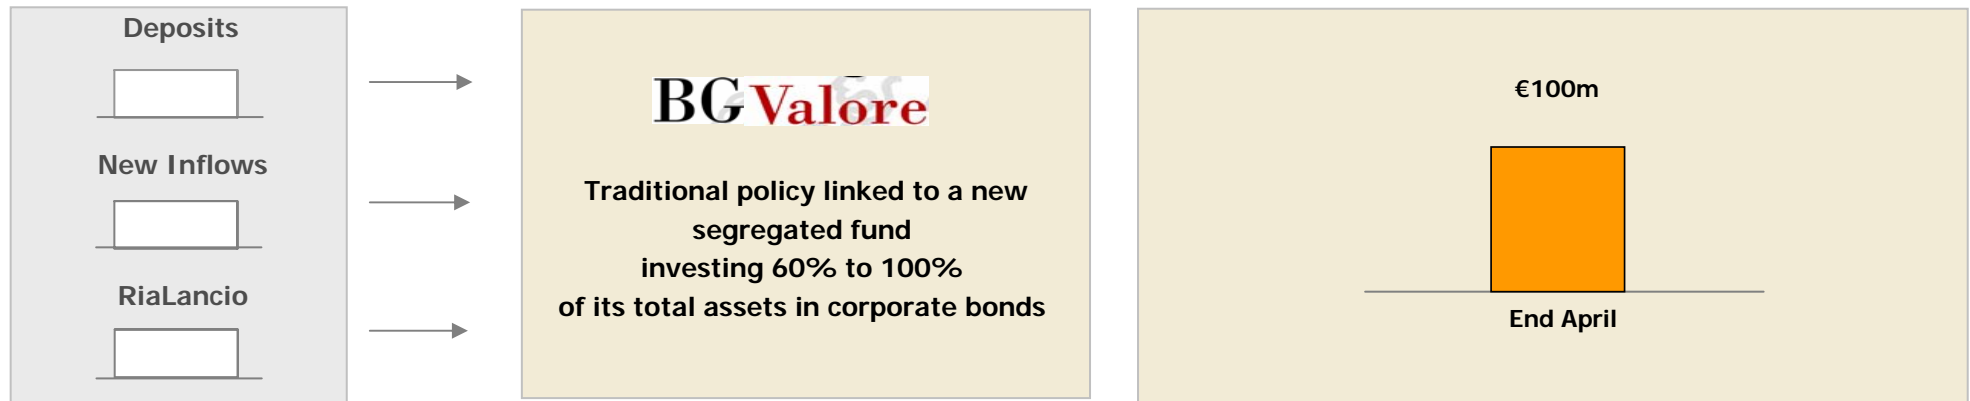 Deposits
New Inflows
RiaLancio
BG Valore
Traditional policy linked to a new
segregated fund
investing 60% to 100%
of its total assets in corporate bonds
€100m
End April